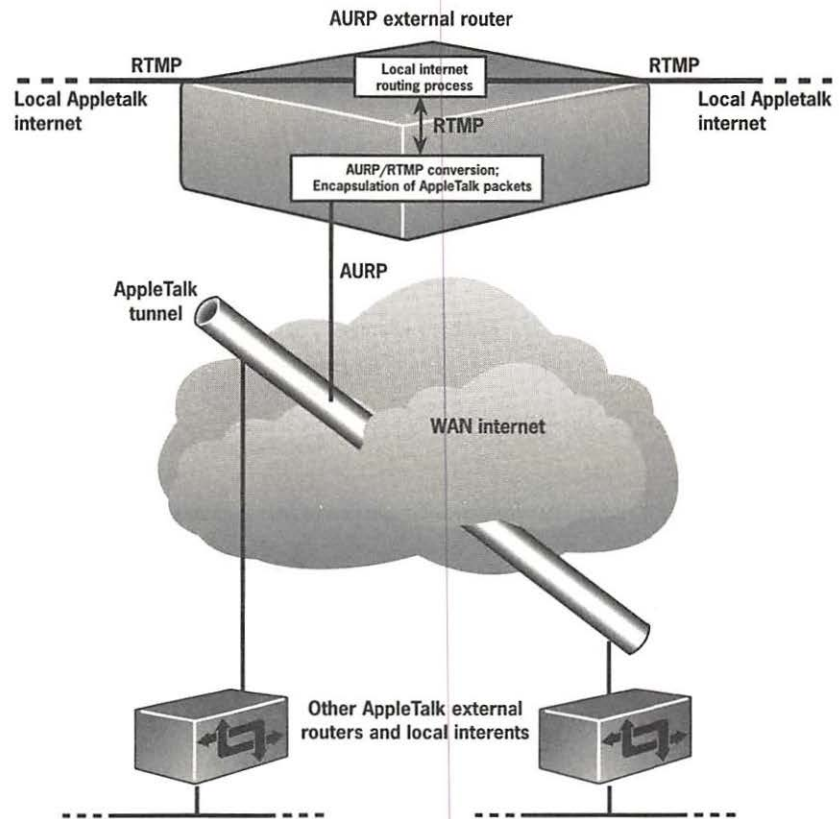 AURP external router
RTMP
Local internet
routing process
RTMP
Local Appletalk
internet
Local Appletalk
internet
RTMP
AURP/RTMP conversion;
Encapsulation of AppleTalk packets
AURP
AppleTalk
tunnel
WAN internet
Other AppleTalk external
routers and local interents